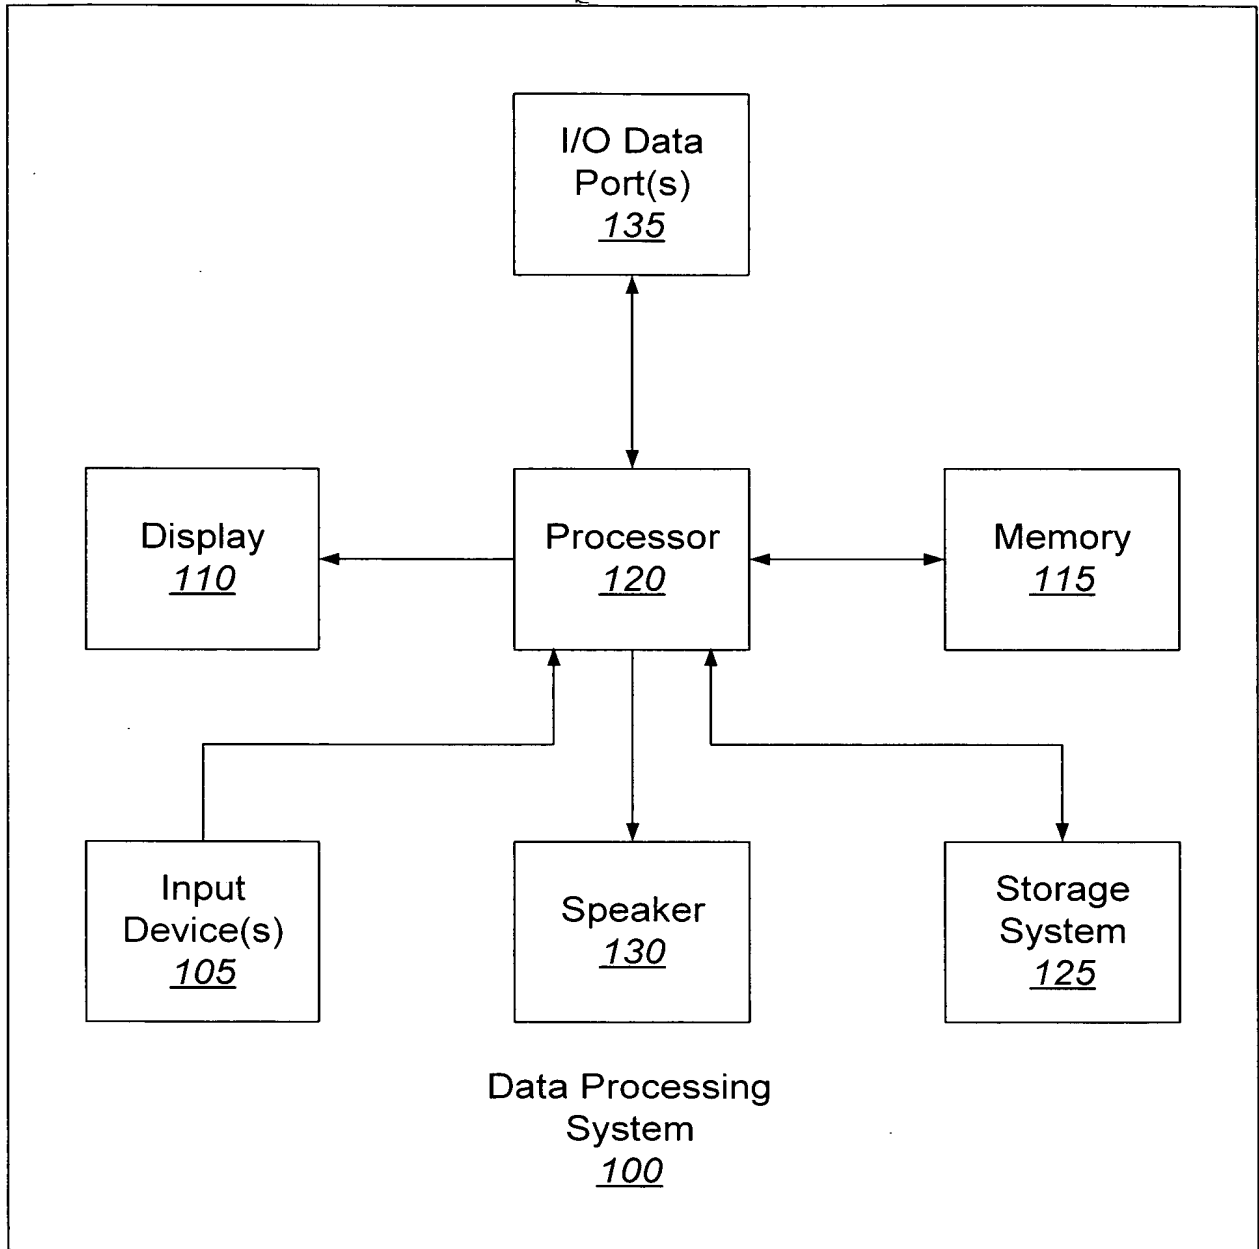 I/O Data
Port(s)
135
Display
110
Processor
120
Memory
115
Input
Device(s)
105
Speaker
130
Storage
System
125
Data Processing
System
100